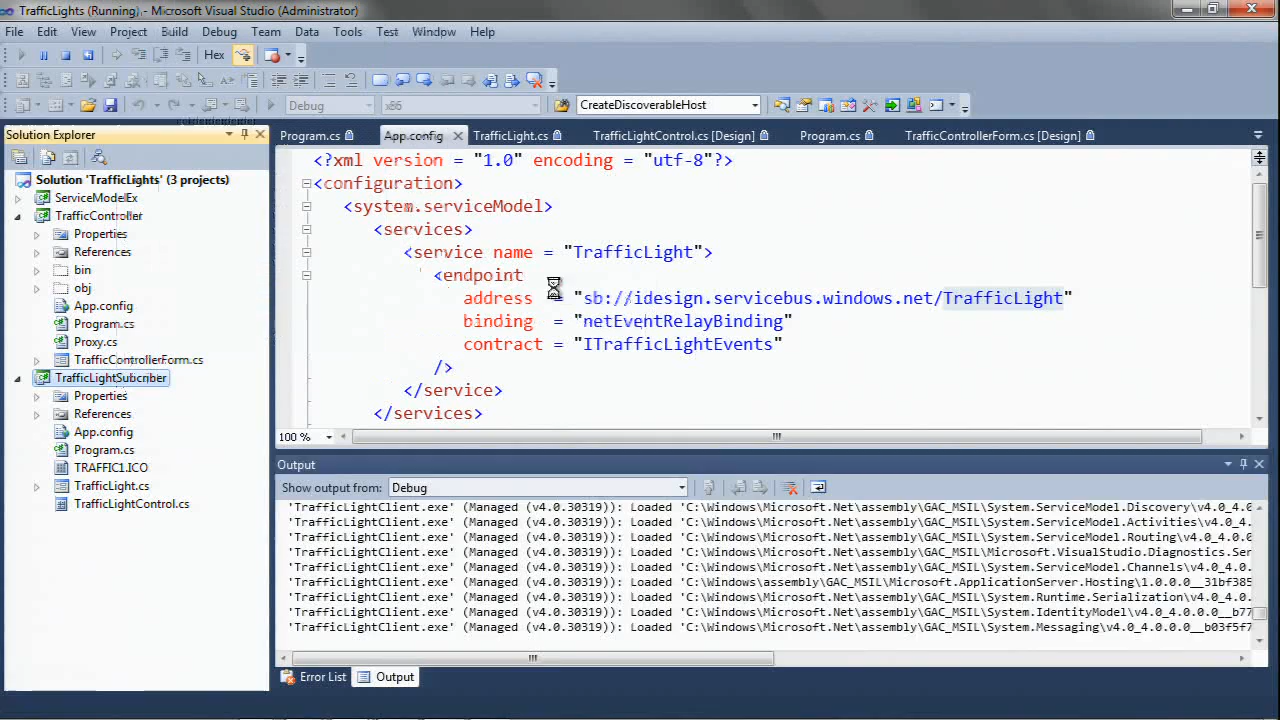 TrafficLights (Running) - Microsoft Visual Studio (Administrator)
File Edit View Project Build Debug Team Data Tools Test Window Help
Hex
Debug x86 CreateDiscoverableHost
Solution Explorer
Program.cs App.config TrafficLight.cs TrafficLightControl.cs [Design] Program.cs TrafficControllerForm.cs [Design]
Solution 'TrafficLights' (3 projects)
ServiceModelEx
TrafficController
Properties
References
bin
obj
App.config
Program.cs
Proxy.cs
TrafficControllerForm.cs
TrafficLightSubcriber
Properties
References
App.config
Program.cs
TRAFFIC1.ICO
TrafficLight.cs
TrafficLightControl.cs
<?xml version = "1.0" encoding = "utf-8"?>
<configuration>
<system.serviceModel>
<services>
<service name = "TrafficLight">
<endpoint
address = "sb://idesign.servicebus.windows.net/TrafficLight"
binding = "netEventRelayBinding"
contract = "ITrafficLightEvents"
/>
</service>
</services>
100 %
Output
Show output from: Debug
'TrafficLightClient.exe' (Managed (v4.0.30319)): Loaded 'C:\Windows\Microsoft.Net\assembly\GAC_MSIL\System.ServiceModel.Discovery\v4.0_4.0.0
'TrafficLightClient.exe' (Managed (v4.0.30319)): Loaded 'C:\Windows\Microsoft.Net\assembly\GAC_MSIL\System.ServiceModel.Activities\v4.0_4.0.
'TrafficLightClient.exe' (Managed (v4.0.30319)): Loaded 'C:\Windows\Microsoft.Net\assembly\GAC_MSIL\System.ServiceModel.Routing\v4.0_4.0.0.
'TrafficLightClient.exe' (Managed (v4.0.30319)): Loaded 'C:\Windows\Microsoft.Net\assembly\GAC_MSIL\Microsoft.VisualStudio.Diagnostics.Ser
'TrafficLightClient.exe' (Managed (v4.0.30319)): Loaded 'C:\Windows\Microsoft.Net\assembly\GAC_MSIL\System.ServiceModel.Channels\v4.0_4.0.0
'TrafficLightClient.exe' (Managed (v4.0.30319)): Loaded 'C:\Windows\assembly\GAC_MSIL\Microsoft.ApplicationServer.Hosting\1.0.0.0__31bf385
'TrafficLightClient.exe' (Managed (v4.0.30319)): Loaded 'C:\Windows\Microsoft.Net\assembly\GAC_MSIL\System.Runtime.Serialization\v4.0_4.0.
'TrafficLightClient.exe' (Managed (v4.0.30319)): Loaded 'C:\Windows\Microsoft.Net\assembly\GAC_MSIL\System.IdentityModel\v4.0_4.0.0.0__b77
'TrafficLightClient.exe' (Managed (v4.0.30319)): Loaded 'C:\Windows\Microsoft.Net\assembly\GAC_MSIL\System.Messaging\v4.0_4.0.0.0__b03f5f7
Error List Output